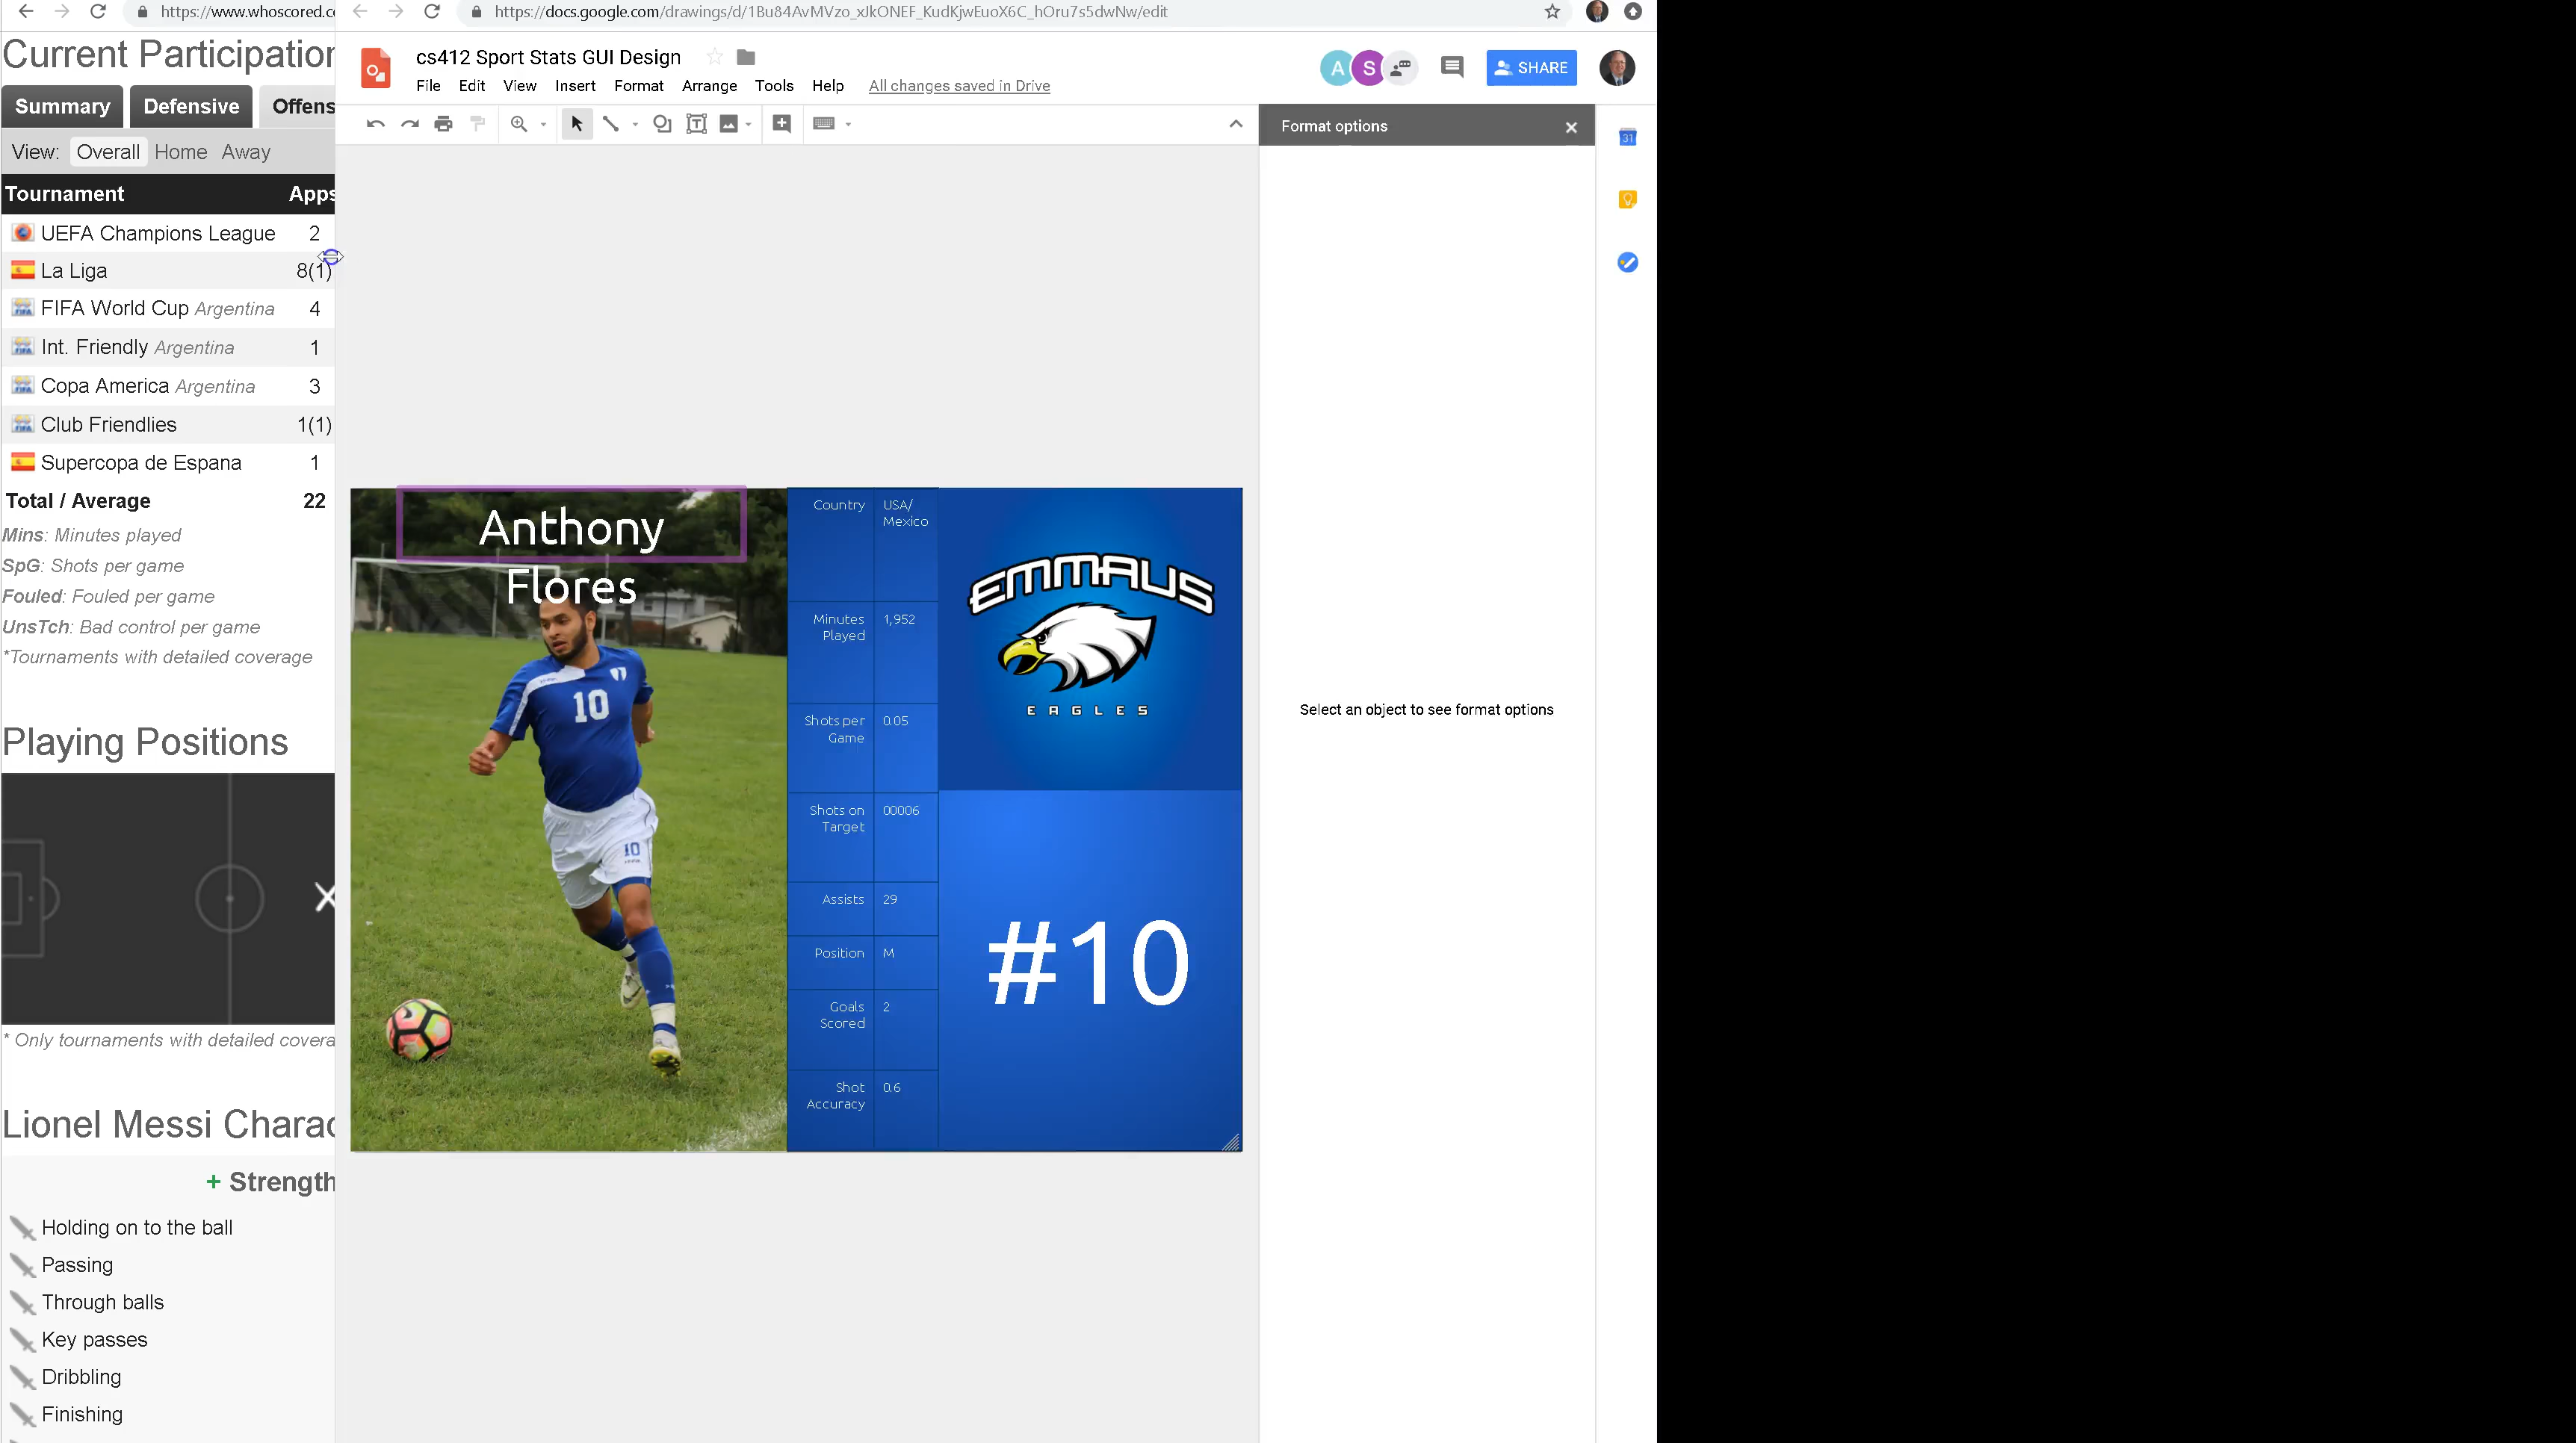 https://www.whoscored.c
Current Participation
Summary Defensive Offens
View: Overall Home Away
Tournament Apps
UEFA Champions League 2
La Liga 8(1)
FIFA World Cup Argentina 4
Int. Friendly Argentina 1
Copa America Argentina 3
Club Friendlies 1(1)
Supercopa de Espana 1
Total / Average 22
Mins: Minutes played
SpG: Shots per game
Fouled: Fouled per game
UnsTch: Bad control per game
*Tournaments with detailed coverage
Playing Positions
* Only tournaments with detailed covera
Lionel Messi Charac
+ Strength
Holding on to the ball
Passing
Through balls
Key passes
Dribbling
Finishing
https://docs.google.com/drawings/d/1Bu84AvMVzo_xJkONEF_KudKjwEuoX6C_hOru7s5dwNw/edit
cs412 Sport Stats GUI Design
File Edit View Insert Format Arrange Tools Help All changes saved in Drive
A S SHARE
Format options
31
Select an object to see format options
Anthony
Flores
10
10
Country USA/
Mexico
Minutes 1,952
Played
Shots per 0.05
Game
Shots on 00006
Target
Assists 29
Position M
Goals 2
Scored
Shot 0.6
Accuracy
EMMAUS
EAGLES
#10